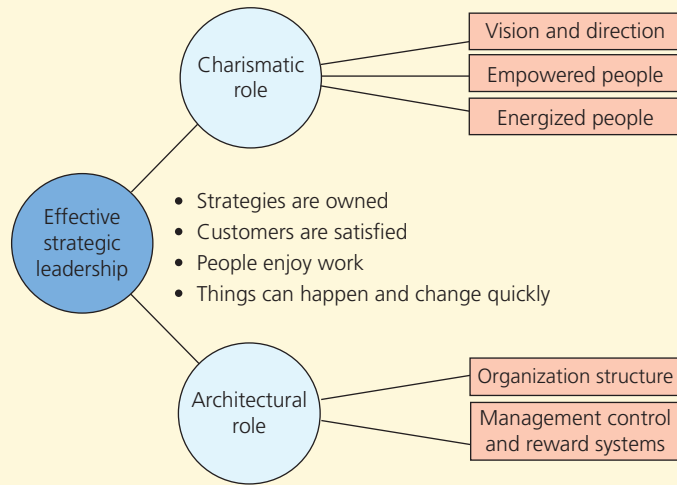 Vision and direction
Charismatic
role
Empowered people
Energized people
Effective
strategic
leadership
• Strategies are owned
• Customers are satisfied
• People enjoy work
• Things can happen and change quickly
Architectural
role
Organization structure
Management control
and reward systems